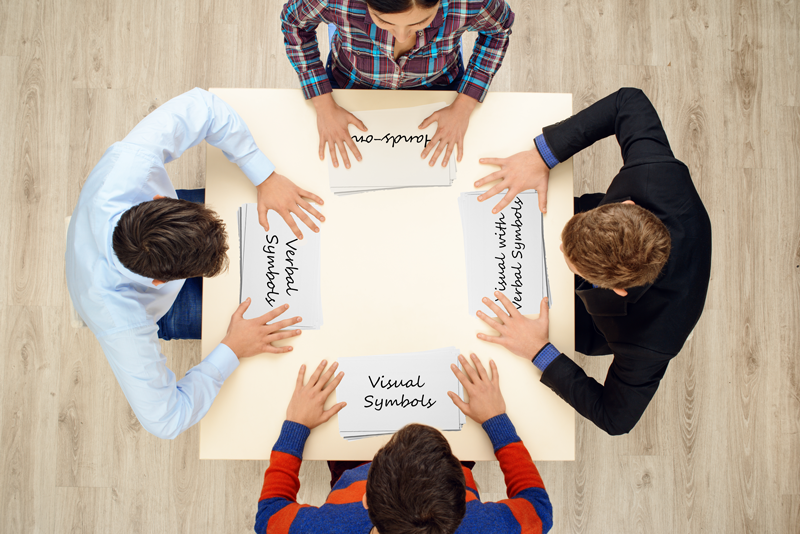 Hands-on
Verbal
Symbols
Visual with
Verbal Symbols
Visual
Symbols